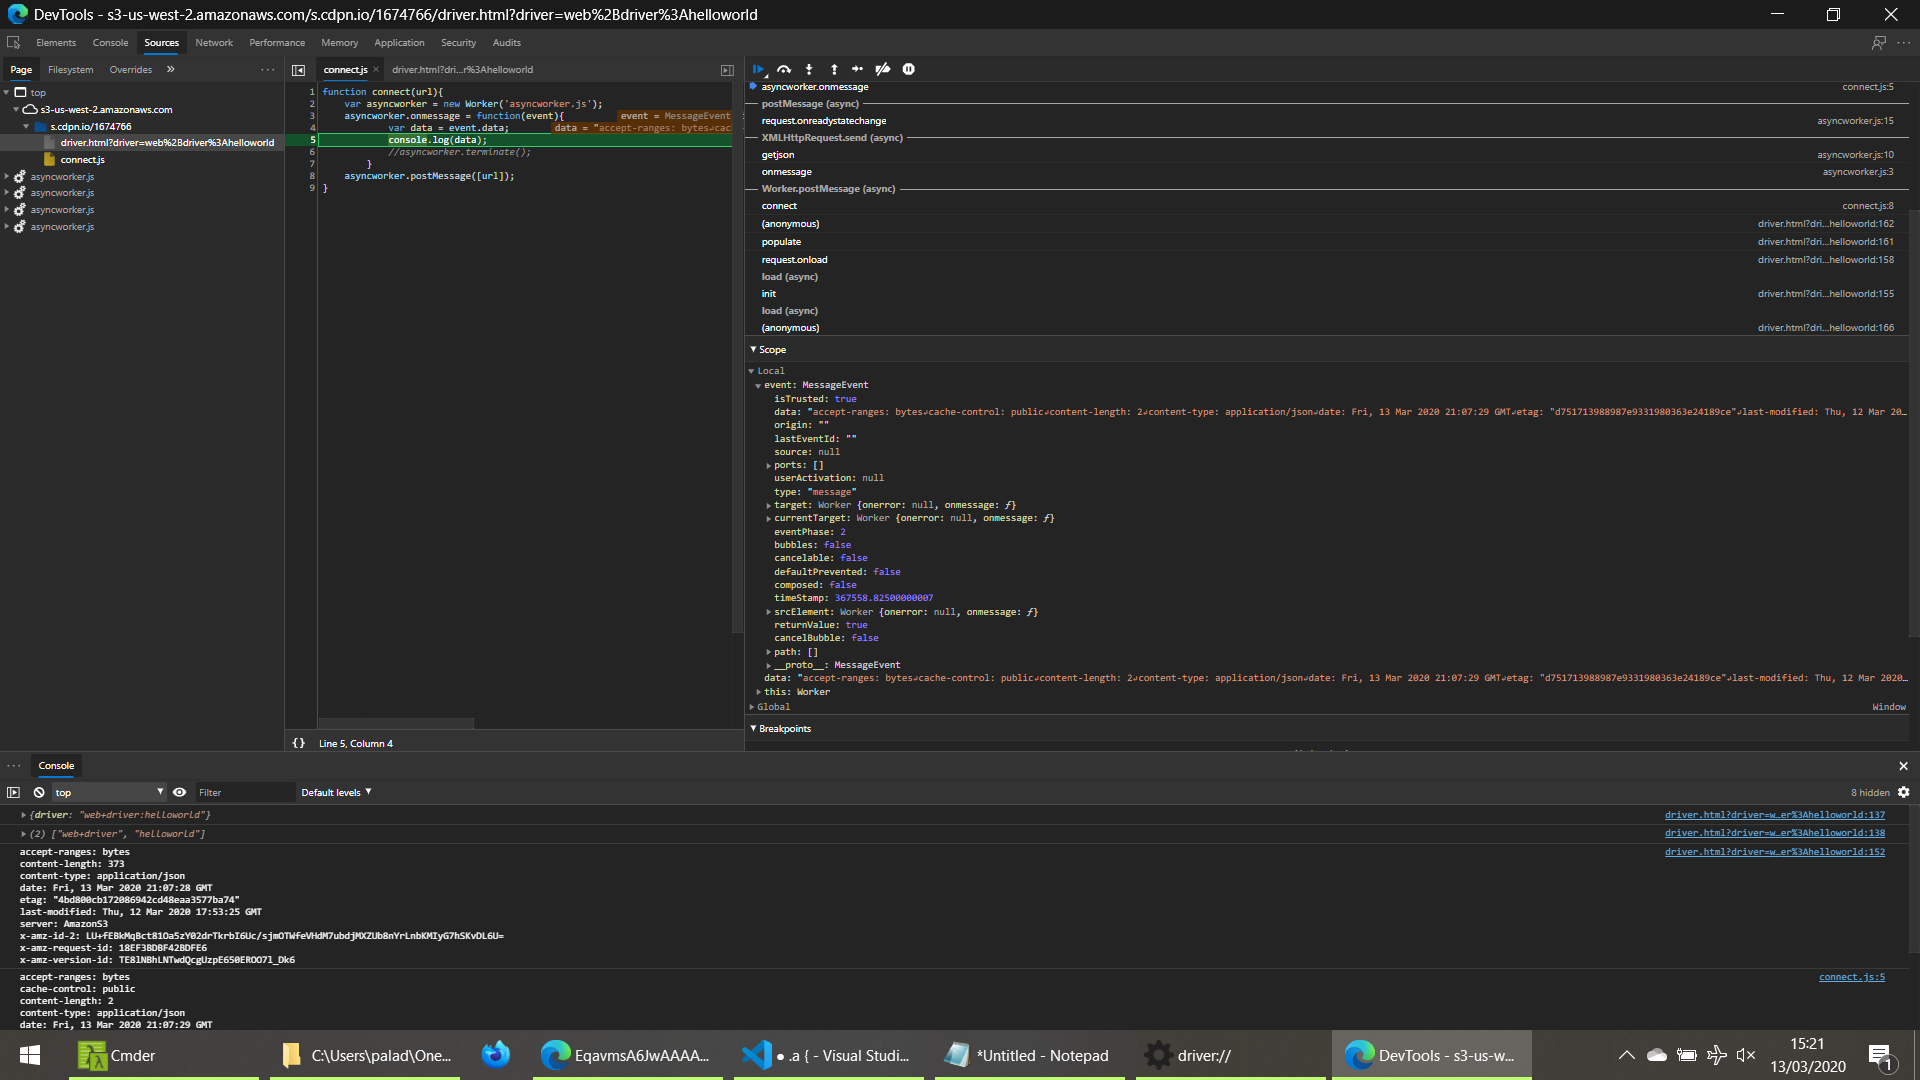 DevTools - s3-us-west-2.amazonaws.com/s.cdpn.io/1674766/driver.html?driver=web%2Bdriver%3Ahelloworld
Elements Console Sources Network Performance Memory Application Security Audits
Page Filesystem Overrides » ···
connect.js × driver.html?dri...r%3Ahelloworld
top
s3-us-west-2.amazonaws.com
s.cdpn.io/1674766
driver.html?driver=web%2Bdriver%3Ahelloworld
connect.js
asyncworker.js
asyncworker.js
asyncworker.js
asyncworker.js
1 function connect(url){
2 var asyncworker = new Worker('asyncworker.js');
3 asyncworker.onmessage = function(event){ event = MessageEvent
4 var data = event.data; data = "accept-ranges: bytes↵cac
5 console.log(data);
6 //asyncworker.terminate();
7 }
8 asyncworker.postMessage([url]);
9 }
{} Line 5, Column 4
asyncworker.onmessage connect.js:5
postMessage (async)
request.onreadystatechange asyncworker.js:15
XMLHttpRequest.send (async)
getjson asyncworker.js:10
onmessage asyncworker.js:3
Worker.postMessage (async)
connect connect.js:8
(anonymous) driver.html?dri...helloworld:162
populate driver.html?dri...helloworld:161
request.onload driver.html?dri...helloworld:158
load (async)
init driver.html?dri...helloworld:155
load (async)
(anonymous) driver.html?dri...helloworld:166
Scope
Local
event: MessageEvent
isTrusted: true
data: "accept-ranges: bytes↵cache-control: public↵content-length: 2↵content-type: application/json↵date: Fri, 13 Mar 2020 21:07:29 GMT↵etag: "d751713988987e9331980363e24189ce"↵last-modified: Thu, 12 Mar 20…
origin: ""
lastEventId: ""
source: null
ports: []
userActivation: null
type: "message"
target: Worker {onerror: null, onmessage: ƒ}
currentTarget: Worker {onerror: null, onmessage: ƒ}
eventPhase: 2
bubbles: false
cancelable: false
defaultPrevented: false
composed: false
timeStamp: 367558.82500000007
srcElement: Worker {onerror: null, onmessage: ƒ}
returnValue: true
cancelBubble: false
path: []
__proto__: MessageEvent
data: "accept-ranges: bytes↵cache-control: public↵content-length: 2↵content-type: application/json↵date: Fri, 13 Mar 2020 21:07:29 GMT↵etag: "d751713988987e9331980363e24189ce"↵last-modified: Thu, 12 Mar 2020…
this: Worker
Global Window
Breakpoints
··· Console
top Filter Default levels 8 hidden
{driver: "web+driver:helloworld"} driver.html?driver=w…er%3Ahelloworld:137
(2) ["web+driver", "helloworld"] driver.html?driver=w…er%3Ahelloworld:138
accept-ranges: bytes driver.html?driver=w…er%3Ahelloworld:152
content-length: 373
content-type: application/json
date: Fri, 13 Mar 2020 21:07:28 GMT
etag: "4bd800cb172086942cd48eaa3577ba74"
last-modified: Thu, 12 Mar 2020 17:53:25 GMT
server: AmazonS3
x-amz-id-2: LU+fEBkMqBct81Oa5zY02drTkrbI6Uc/sjmOTWfeVHdM7ubdjMXZUb8nYrLnbKMIyG7hSKvDL6U=
x-amz-request-id: 18EF3BDBF42BDFE6
x-amz-version-id: TE8lNBhLNTwdQcgUzpE650EROO7l_Dk6
accept-ranges: bytes connect.js:5
cache-control: public
content-length: 2
content-type: application/json
date: Fri, 13 Mar 2020 21:07:29 GMT
Cmder C:\Users\palad\One... EqavmsA6JwAAAA... ● .a { - Visual Studi... *Untitled - Notepad driver:// DevTools - s3-us-w... 15:21
13/03/2020 1